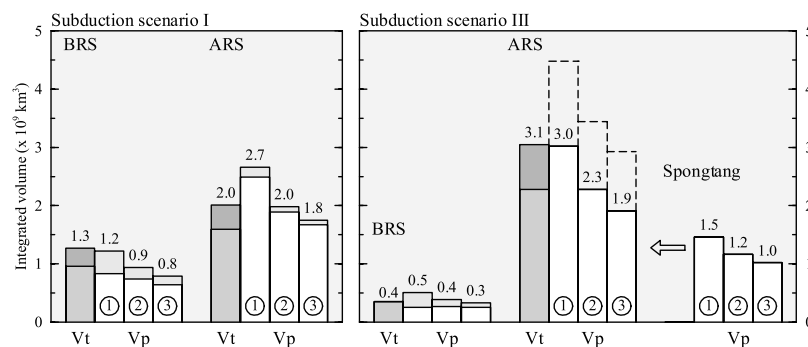 Subduction scenario I
Subduction scenario III
Integrated volume (x 10⁹ km³)
5
4
3
2
1
0
BRS
ARS
1.3
1.2
0.9
0.8
2.0
2.7
2.0
1.8
① ② ③
① ② ③
Vt
Vp
Vt
Vp
ARS
BRS
0.4
0.5
0.4
0.3
3.1
3.0
2.3
1.9
① ② ③
Spongtang
1.5
1.2
1.0
① ② ③
Vt
Vp
Vt
Vp
Vp
5
4
3
2
1
0